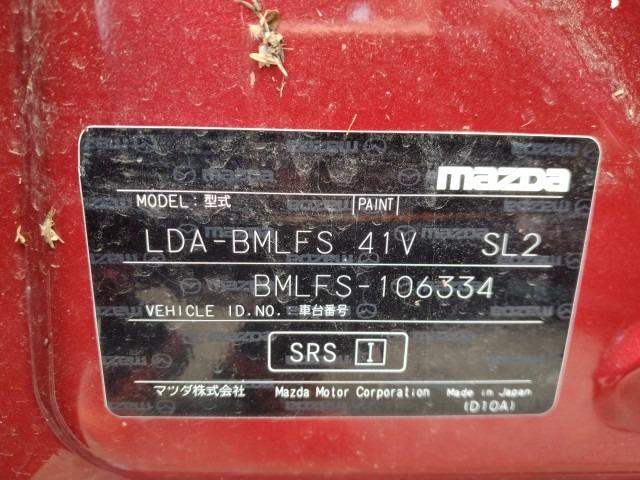 mazda
MODEL: 型式 PAINT
LDA-BMLFS 41V SL2
BMLFS-106334
VEHICLE ID.NO.: 車台番号
SRS I
マツダ株式会社 Mazda Motor Corporation Made in Japan
(D10A)